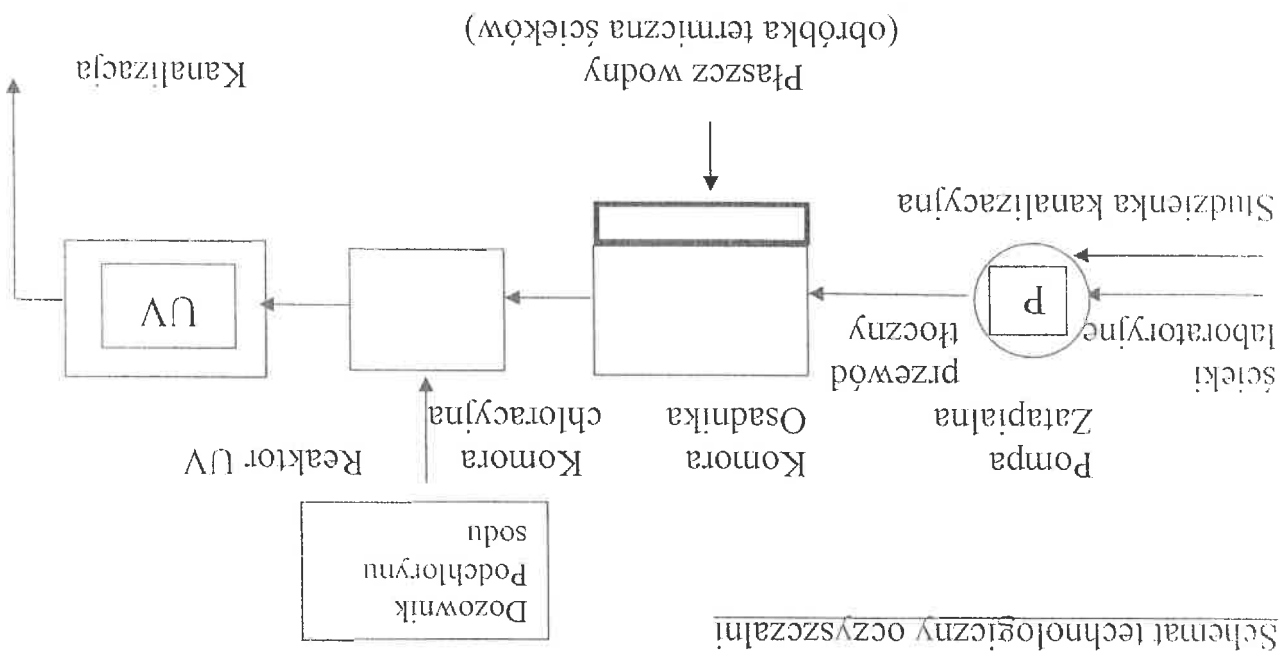 Schemat technologiczny oczyszczalni
Dozownik
Podchlorynu
sodu
Pompa
Zatapialna
Komora
Osadnika
Komora
chloracyjna
Reaktor UV
ścieki
laboratoryjne
przewód
tłoczny
P
UV
Studzienka kanalizacyjna
Płaszcz wodny
(obróbka termiczna ścieków)
Kanalizacja